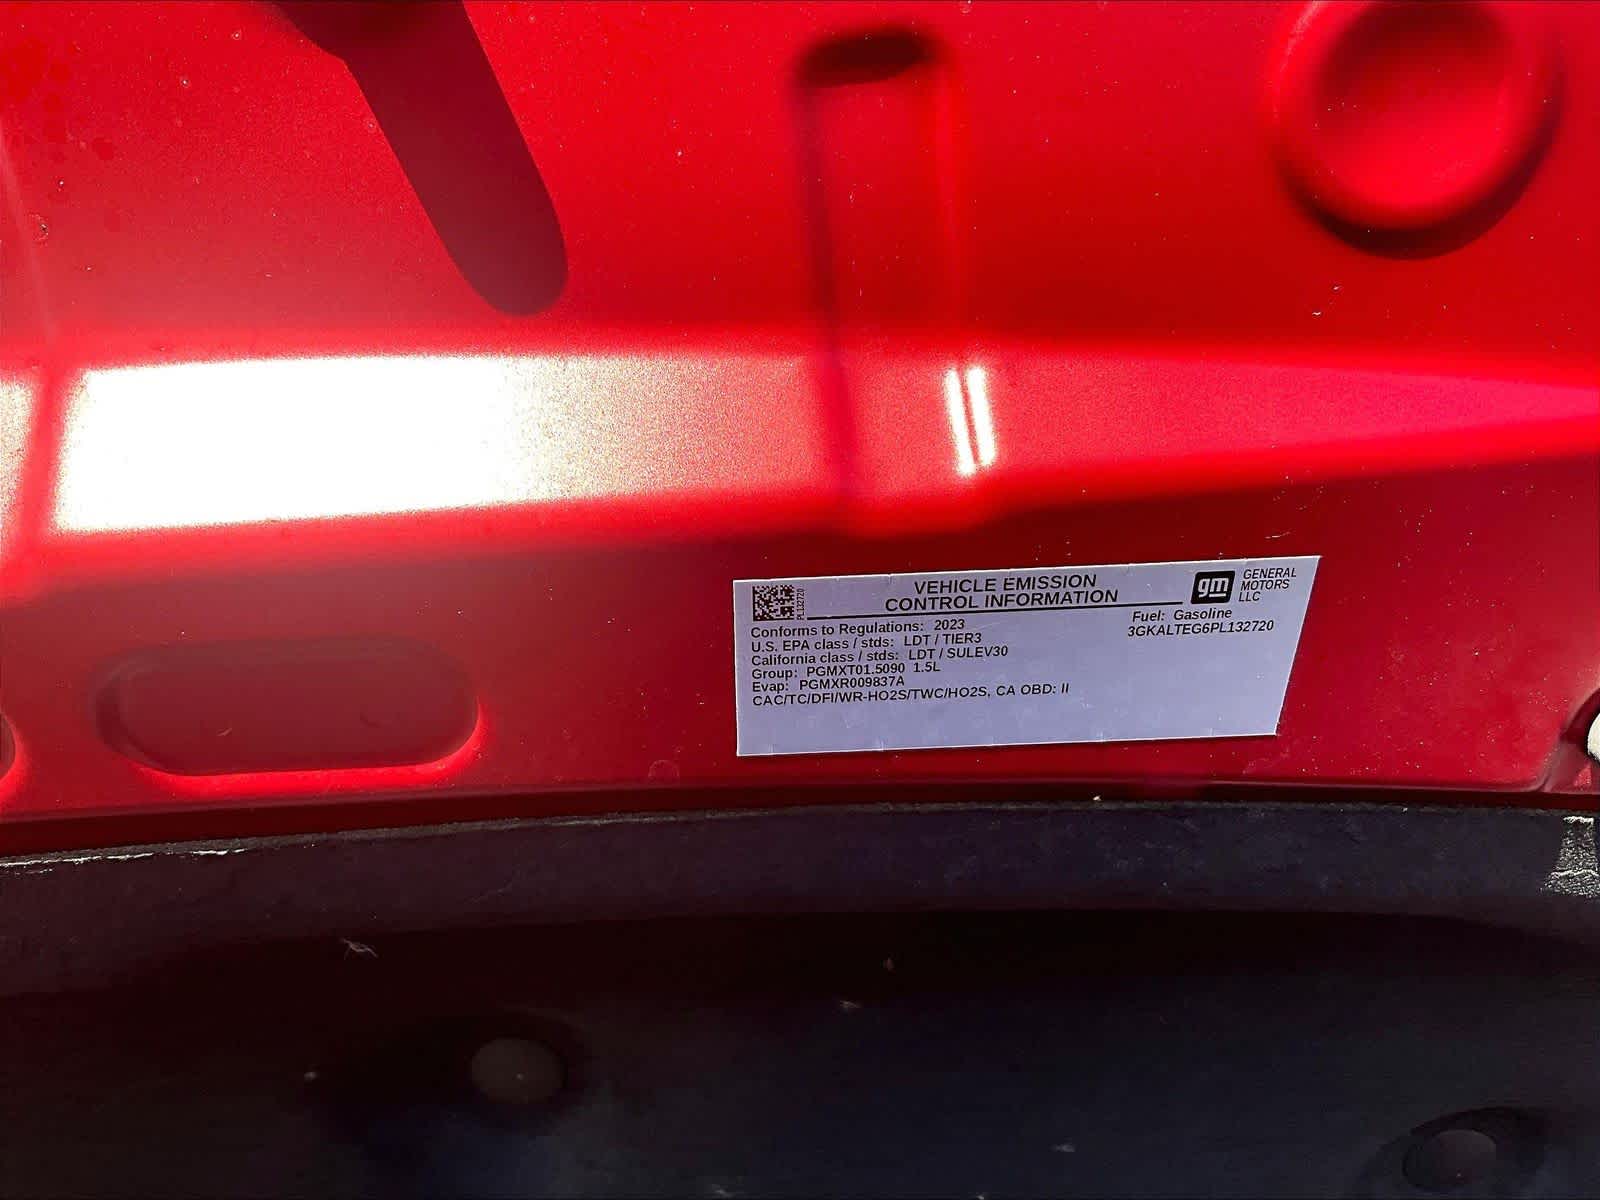 PL132720
VEHICLE EMISSION
CONTROL INFORMATION
gm GENERAL
MOTORS
LLC
Conforms to Regulations: 2023
U.S. EPA class / stds: LDT / TIER3
California class / stds: LDT / SULEV30
Group: PGMXT01.5090 1.5L
Evap: PGMXR009837A
CAC/TC/DFI/WR-HO2S/TWC/HO2S, CA OBD: II
Fuel: Gasoline
3GKALTEG6PL132720